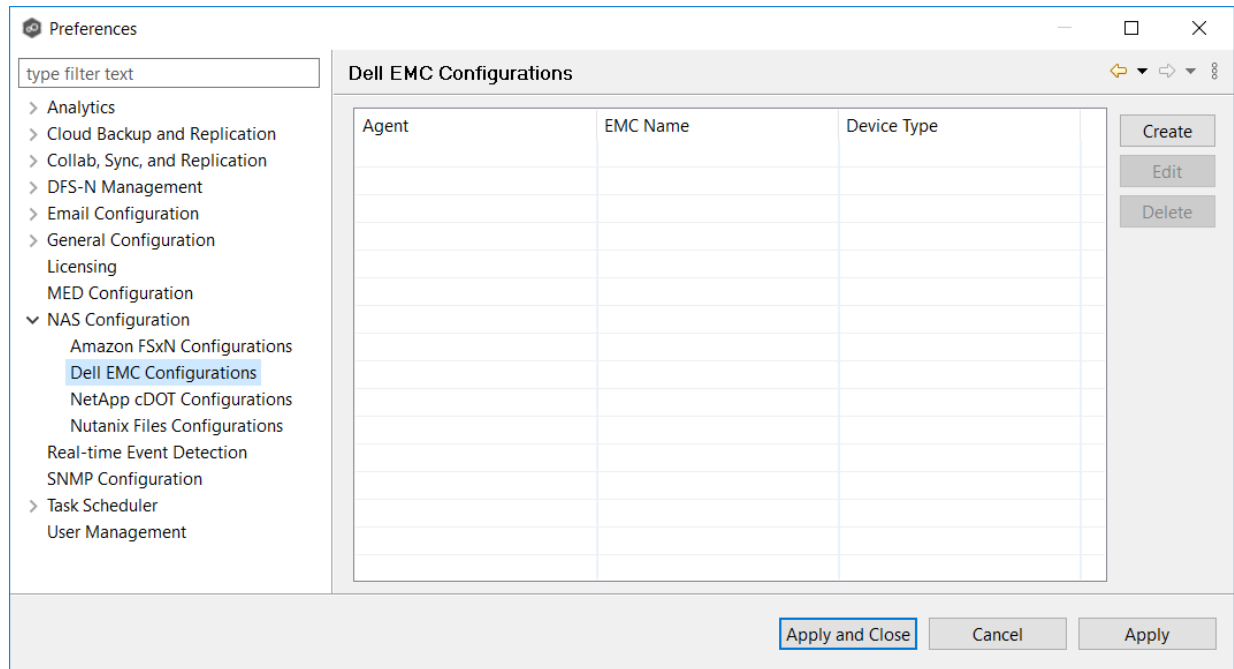 Preferences
type filter text
Analytics
Cloud Backup and Replication
Collab, Sync, and Replication
DFS-N Management
Email Configuration
General Configuration
Licensing
MED Configuration
NAS Configuration
Amazon FSxN Configurations
Dell EMC Configurations
NetApp cDOT Configurations
Nutanix Files Configurations
Real-time Event Detection
SNMP Configuration
Task Scheduler
User Management
Dell EMC Configurations
Agent EMC Name Device Type
Create
Edit
Delete
Apply and Close Cancel Apply